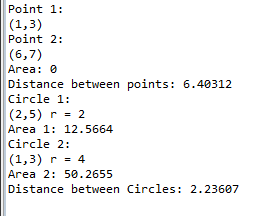 Point 1:
(1,3)
Point 2:
(6,7)
Area: 0
Distance between points: 6.40312
Circle 1:
(2,5) r = 2
Area 1: 12.5664
Circle 2:
(1,3) r = 4
Area 2: 50.2655
Distance between Circles: 2.23607